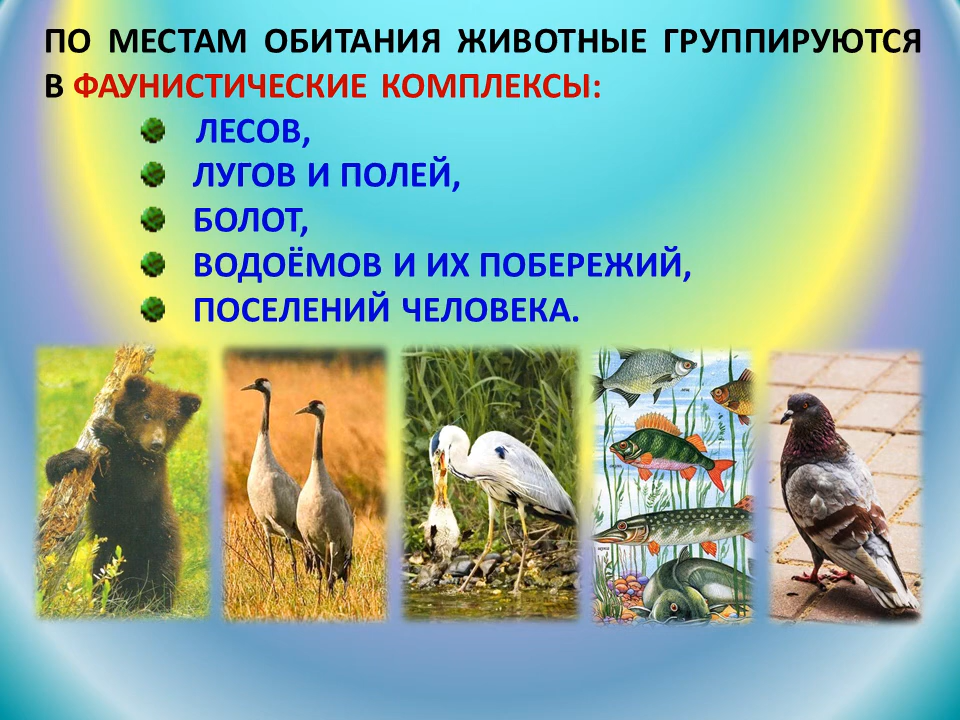 ПО МЕСТАМ ОБИТАНИЯ ЖИВОТНЫЕ ГРУППИРУЮТСЯ
В ФАУНИСТИЧЕСКИЕ КОМПЛЕКСЫ:
ЛЕСОВ,
ЛУГОВ И ПОЛЕЙ,
БОЛОТ,
ВОДОЁМОВ И ИХ ПОБЕРЕЖИЙ,
ПОСЕЛЕНИЙ ЧЕЛОВЕКА.